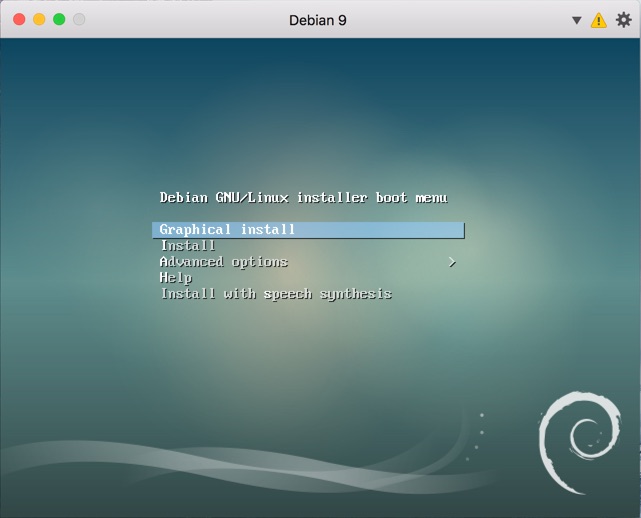 Debian 9
Debian GNU/Linux installer boot menu
Graphical install
Install
Advanced options >
Help
Install with speech synthesis